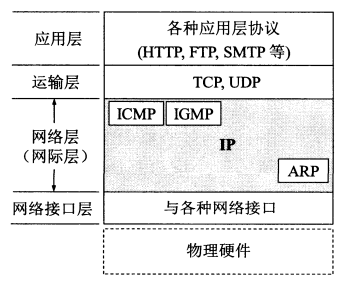 应用层
各种应用层协议
(HTTP, FTP, SMTP 等)
运输层
TCP, UDP
网络层
(网际层)
ICMP
IGMP
IP
ARP
网络接口层
与各种网络接口
物理硬件